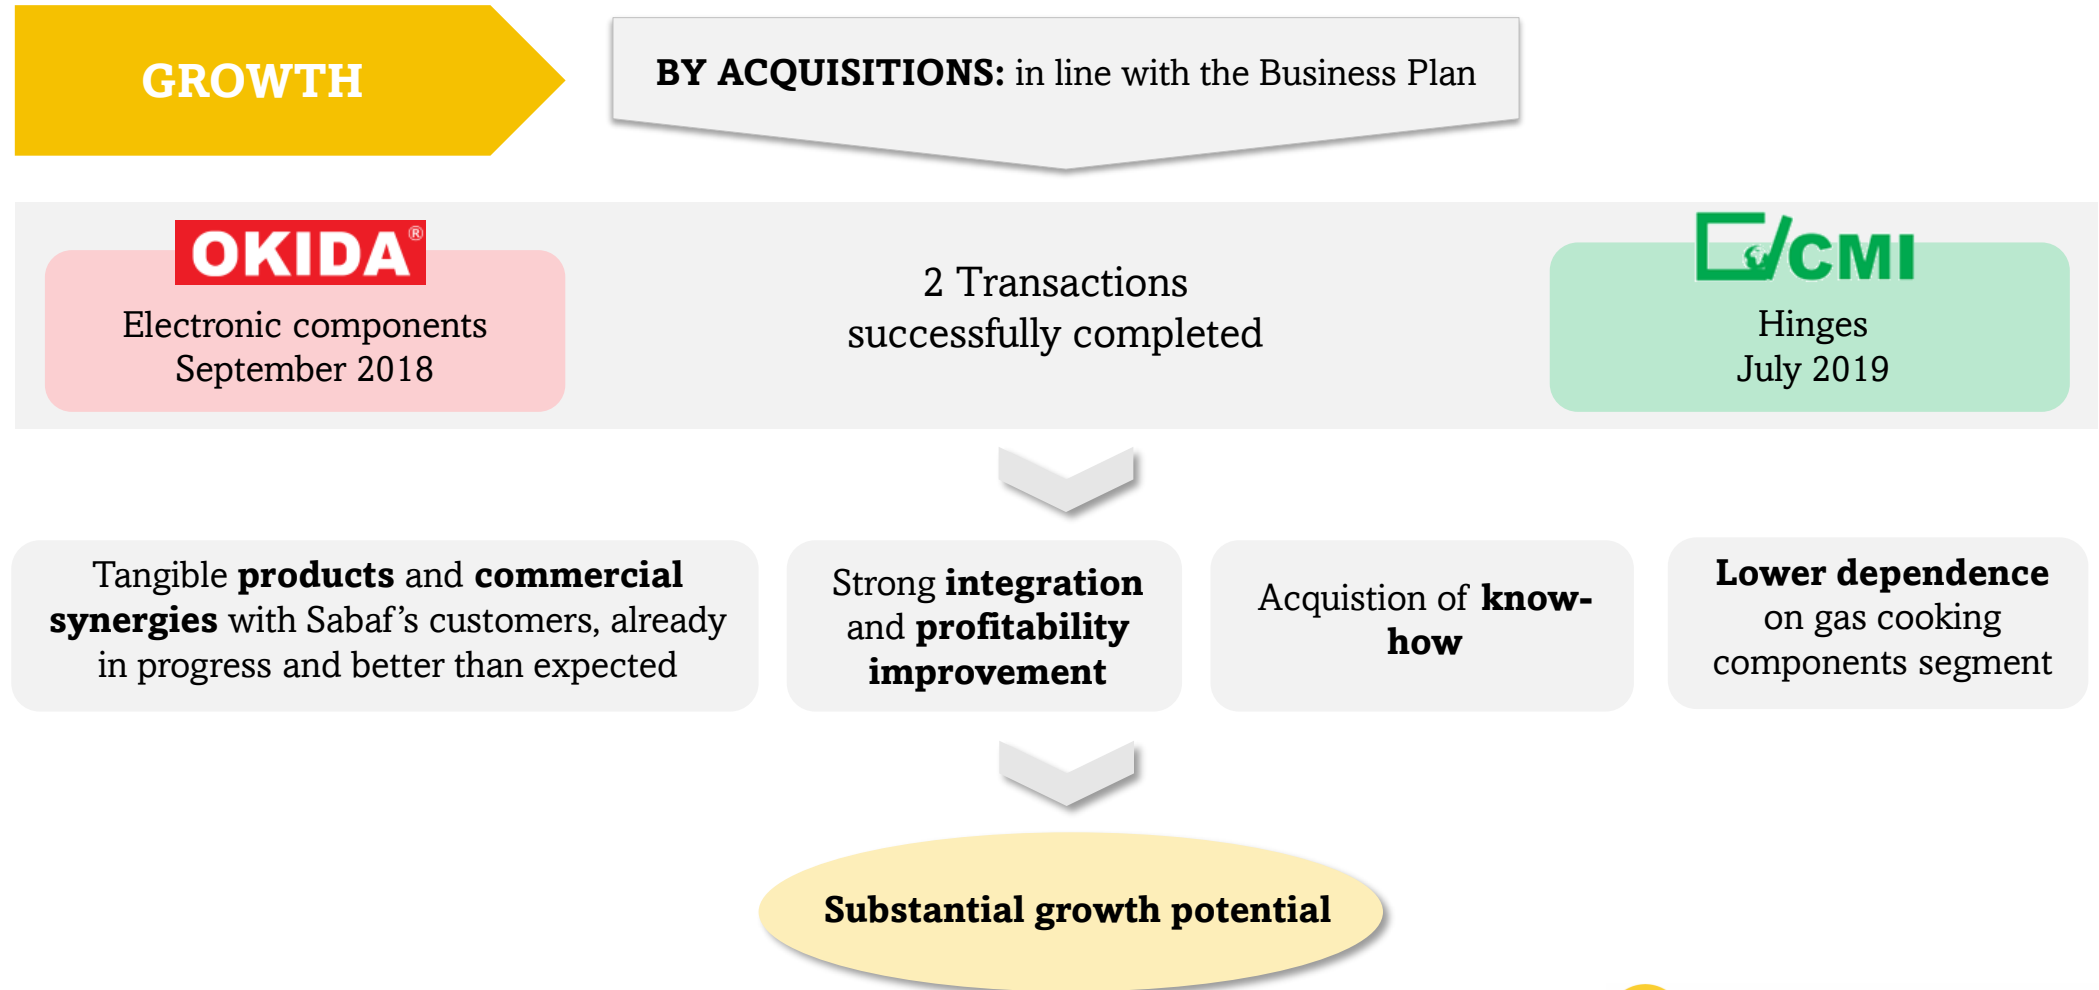 GROWTH
BY ACQUISITIONS: in line with the Business Plan
OKIDA®
Electronic components
September 2018
2 Transactions
successfully completed
CMI
Hinges
July 2019
Tangible products and commercial
synergies with Sabaf's customers, already
in progress and better than expected
Strong integration
and profitability
improvement
Acquistion of know-
how
Lower dependence
on gas cooking
components segment
Substantial growth potential